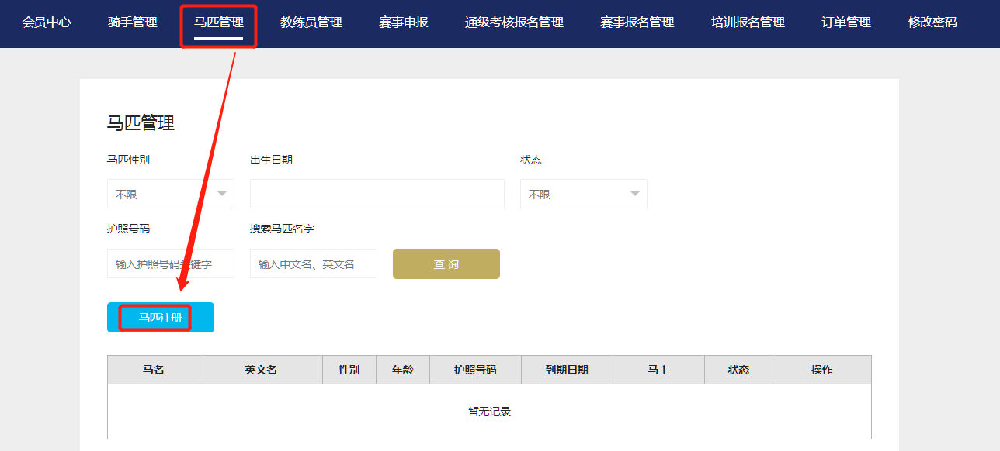 会员中心 骑手管理 马匹管理 教练员管理 赛事申报 通级考核报名管理 赛事报名管理 培训报名管理 订单管理 修改密码
马匹管理
马匹性别 出生日期 状态
不限 不限
护照号码 搜索马匹名字
输入护照号码关键字 输入中文名、英文名 查 询
马匹注册
马名 英文名 性别 年龄 护照号码 到期日期 马主 状态 操作
暂无记录